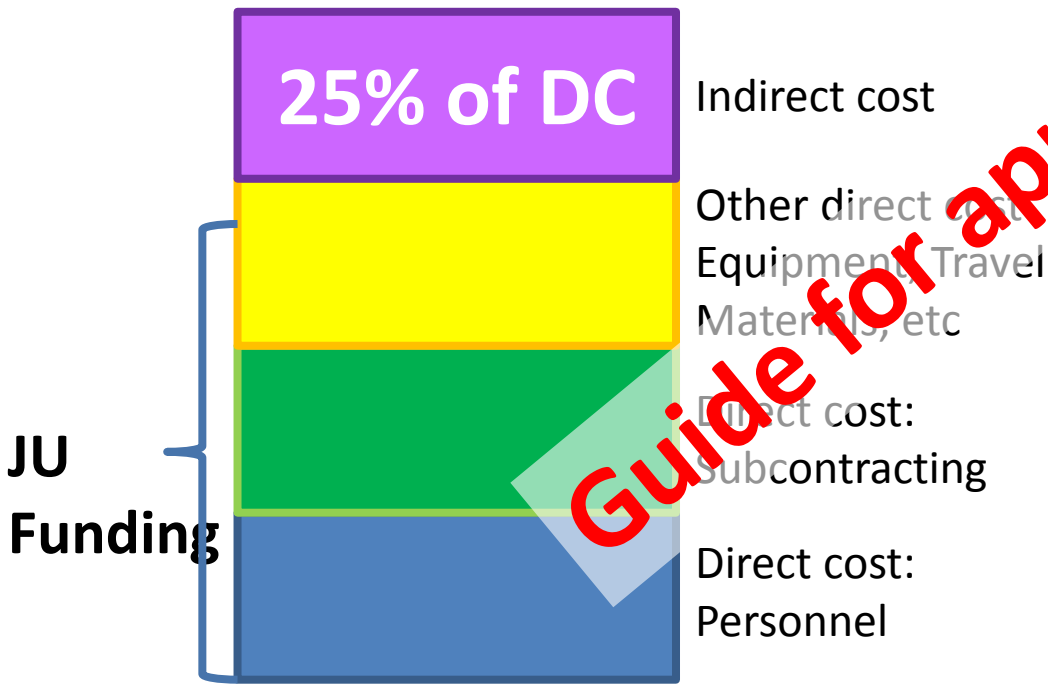 25% of DC
Indirect cost
Other direct cost
Equipment, Travel
Materials, etc
Direct cost:
Subcontracting
Direct cost:
Personnel
JU
Funding
Guide for